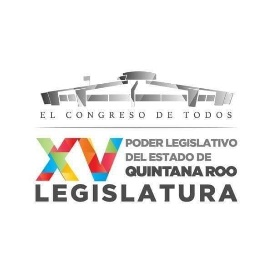 EL CONGRESO DE TODOS
XV
PODER LEGISLATIVO
DEL ESTADO DE
QUINTANA ROO
LEGISLATURA